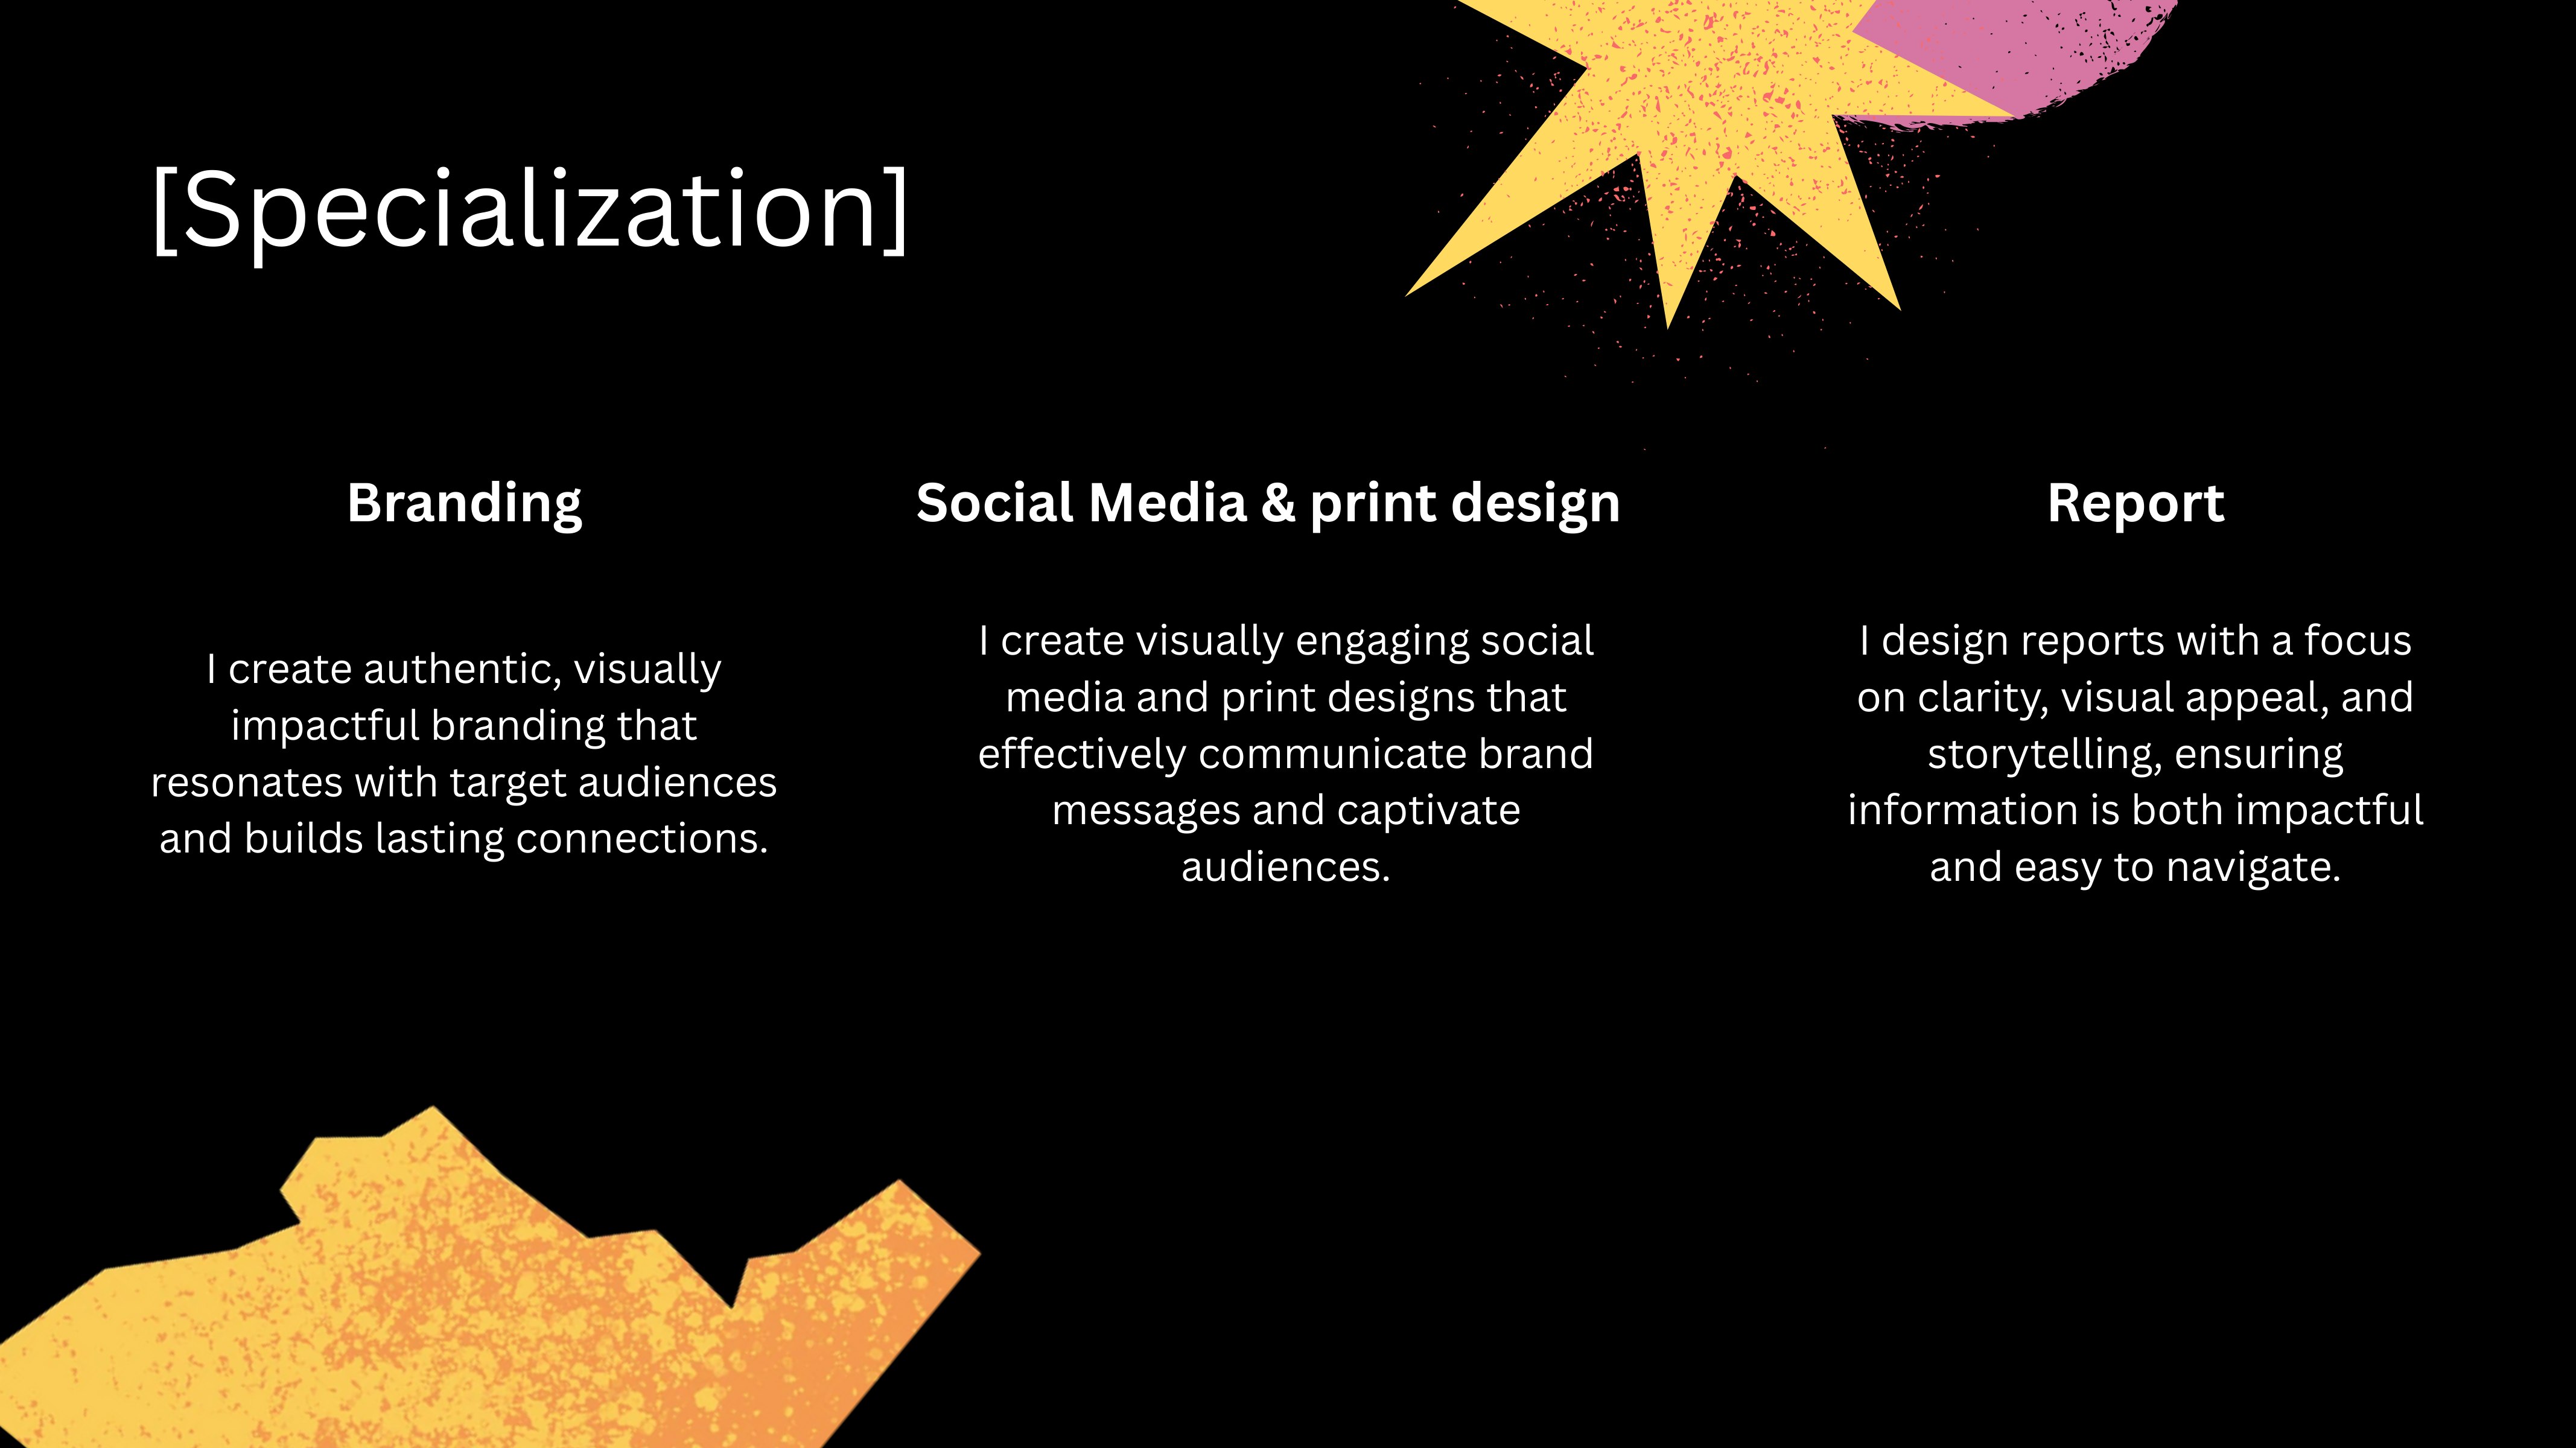 [Specialization]
Branding
I create authentic, visually
impactful branding that
resonates with target audiences
and builds lasting connections.
Social Media & print design
I create visually engaging social
media and print designs that
effectively communicate brand
messages and captivate
audiences.
Report
I design reports with a focus
on clarity, visual appeal, and
storytelling, ensuring
information is both impactful
and easy to navigate.